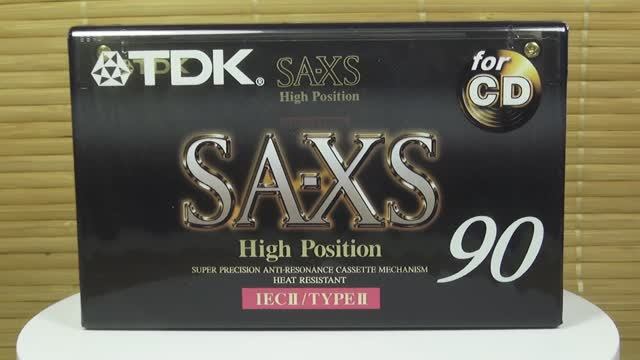 TDK®
SA-XS
High Position
for
CD
SA-XS
High Position
90
SUPER PRECISION ANTI-RESONANCE CASSETTE MECHANISM
HEAT RESISTANT
IECII/TYPEII